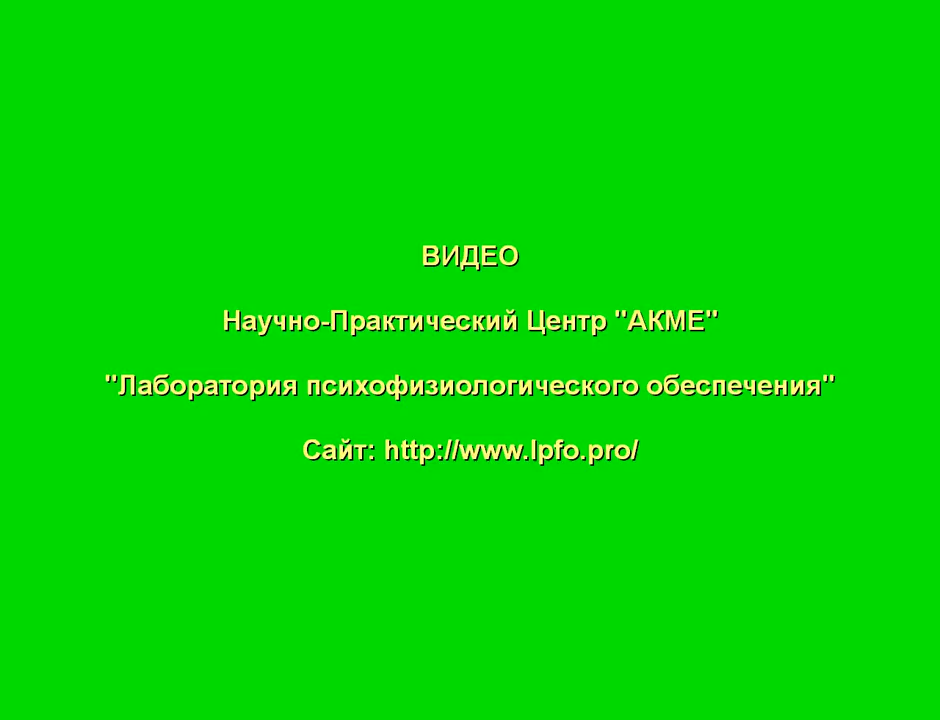 ВИДЕО
Научно-Практический Центр "АКМЕ"
"Лаборатория психофизиологического обеспечения"
Сайт: http://www.lpfo.pro/